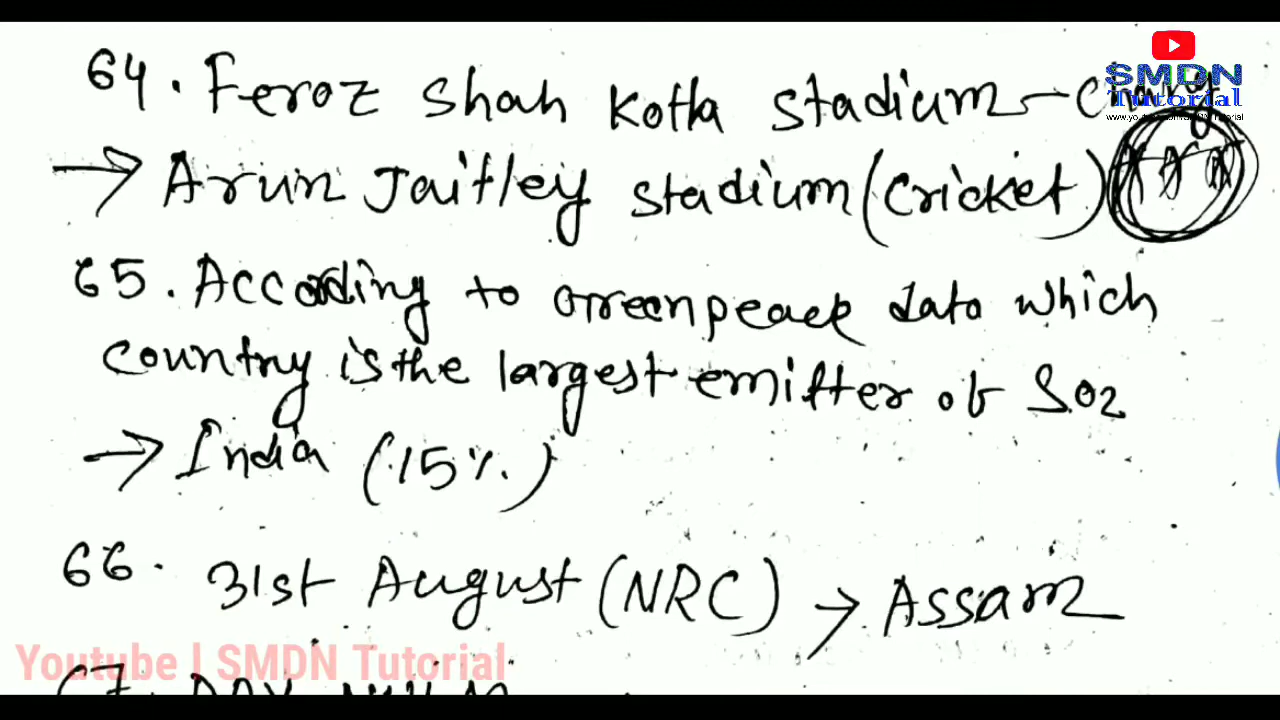 SMDN
Tutorial
64. Feroz Shah Kotla Stadium -
→ Arun Jaitley Stadium (Cricket)
65. According to Greenpeace data which
country is the largest emitter of SO2
→ India (15%.)
66. 31st August (NRC) → Assam
Youtube | SMDN Tutorial
67.